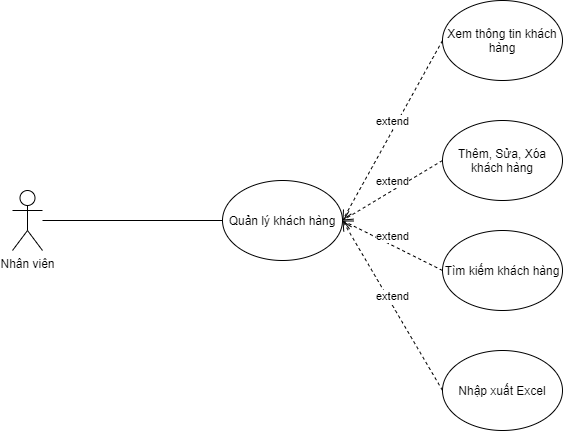 Xem thông tin khách
hàng
extend
Thêm, Sửa, Xóa
khách hàng
extend
Quản lý khách hàng
extend
Nhân viên
Tìm kiếm khách hàng
extend
Nhập xuất Excel